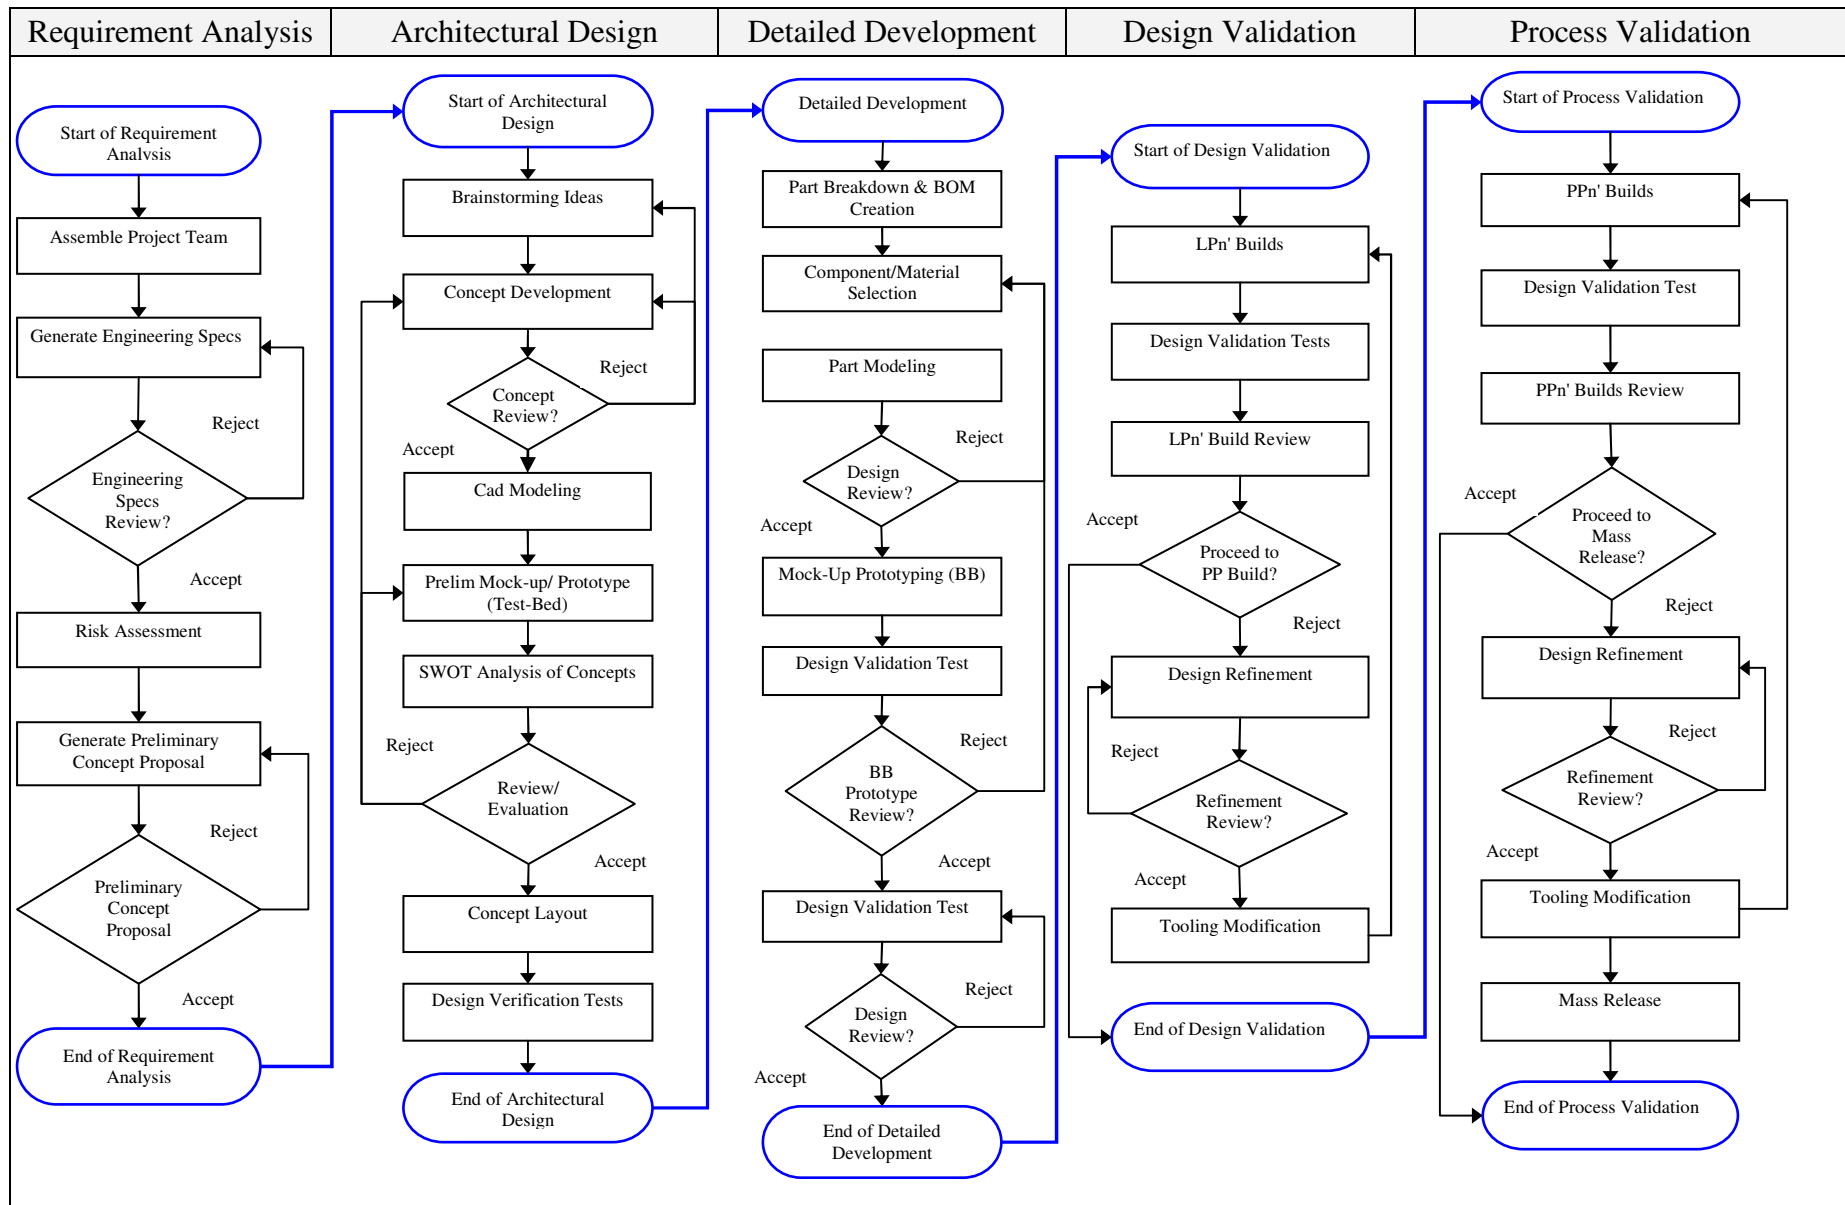 Requirement Analysis
Architectural Design
Detailed Development
Design Validation
Process Validation
Start of Requirement
Analvsis
Assemble Project Team
Generate Engineering Specs
Reject
Engineering
Specs
Review?
Accept
Risk Assessment
Generate Preliminary
Concept Proposal
Reject
Preliminary
Concept
Proposal
Accept
End of Requirement
Analysis
Start of Architectural
Design
Brainstorming Ideas
Concept Development
Reject
Concept
Review?
Accept
Cad Modeling
Prelim Mock-up/ Prototype
(Test-Bed)
SWOT Analysis of Concepts
Reject
Review/
Evaluation
Accept
Concept Layout
Design Verification Tests
End of Architectural
Design
Detailed Development
Part Breakdown & BOM
Creation
Component/Material
Selection
Part Modeling
Reject
Design
Review?
Accept
Mock-Up Prototyping (BB)
Design Validation Test
Reject
BB
Prototype
Review?
Accept
Design Validation Test
Reject
Design
Review?
Accept
End of Detailed
Development
Start of Design Validation
LPn' Builds
Design Validation Tests
LPn' Build Review
Accept
Proceed to
PP Build?
Reject
Design Refinement
Reject
Refinement
Review?
Accept
Tooling Modification
End of Design Validation
Start of Process Validation
PPn' Builds
Design Validation Test
PPn' Builds Review
Accept
Proceed to
Mass
Release?
Reject
Design Refinement
Reject
Refinement
Review?
Accept
Tooling Modification
Mass Release
End of Process Validation